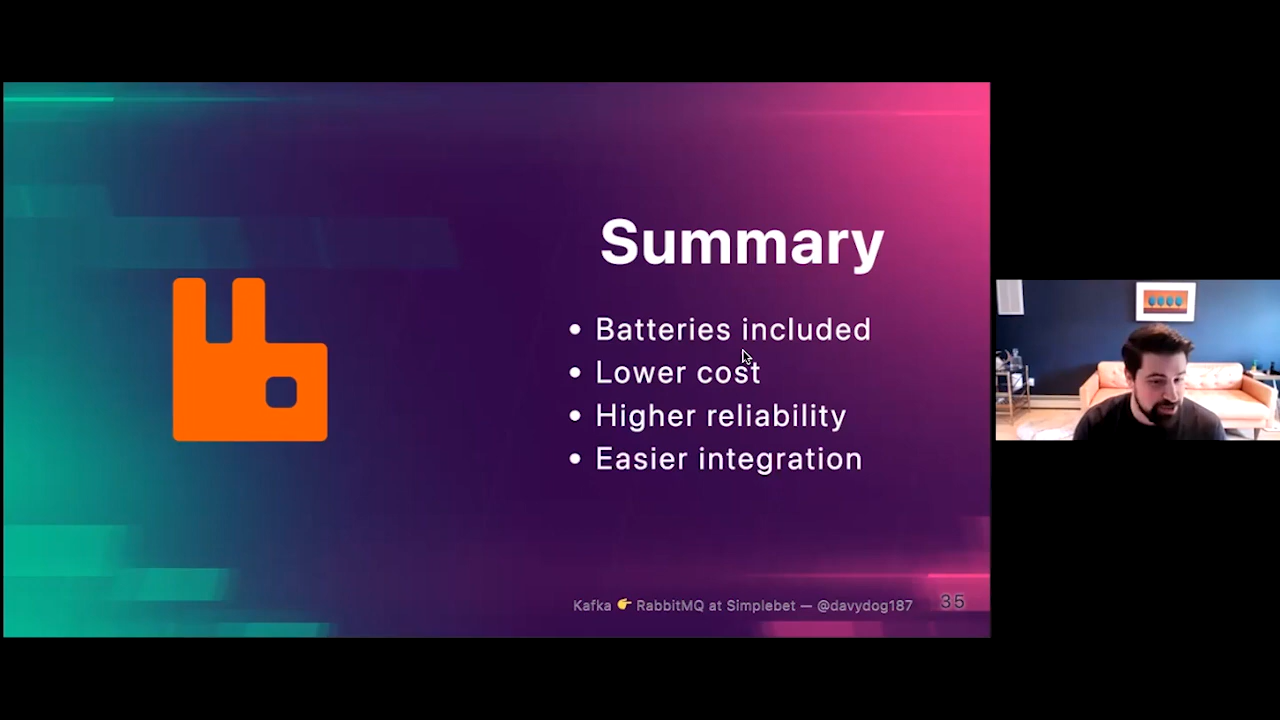 Summary
• Batteries included
• Lower cost
• Higher reliability
• Easier integration
Kafka 👉 RabbitMQ at Simplebet — @davydog187
35